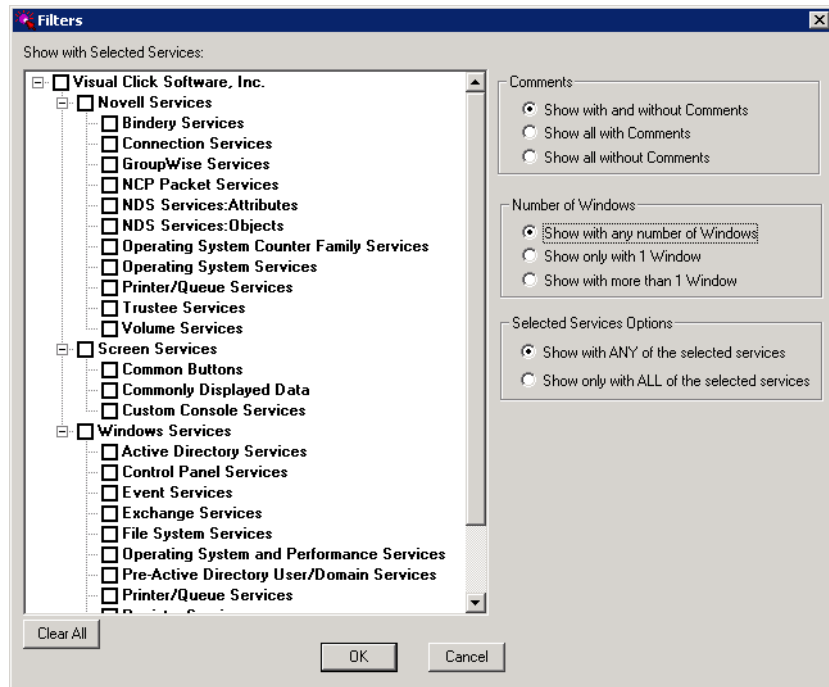 Filters
Show with Selected Services:
Visual Click Software, Inc.
Novell Services
Bindery Services
Connection Services
GroupWise Services
NCP Packet Services
NDS Services:Attributes
NDS Services:Objects
Operating System Counter Family Services
Operating System Services
Printer/Queue Services
Trustee Services
Volume Services
Screen Services
Common Buttons
Commonly Displayed Data
Custom Console Services
Windows Services
Active Directory Services
Control Panel Services
Event Services
Exchange Services
File System Services
Operating System and Performance Services
Pre-Active Directory User/Domain Services
Printer/Queue Services
Clear All
Comments
Show with and without Comments
Show all with Comments
Show all without Comments
Number of Windows
Show with any number of Windows
Show only with 1 Window
Show with more than 1 Window
Selected Services Options
Show with ANY of the selected services
Show only with ALL of the selected services
OK
Cancel